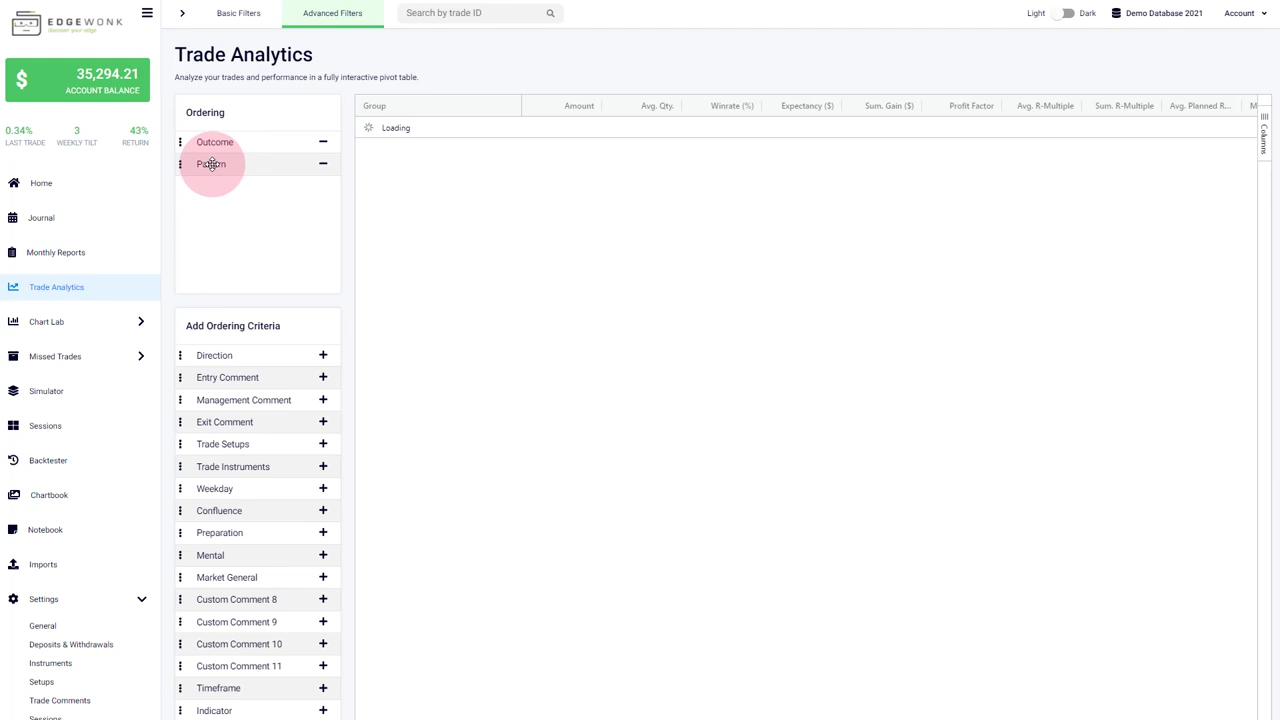 EDGEWONK
discover your edge
Basic Filters
Advanced Filters
Search by trade ID
Light
Dark
Demo Database 2021
Account
$
35,294.21
ACCOUNT BALANCE
0.34%
LAST TRADE
3
WEEKLY TILT
43%
RETURN
Home
Journal
Monthly Reports
Trade Analytics
Chart Lab
Missed Trades
Simulator
Sessions
Backtester
Chartbook
Notebook
Imports
Settings
General
Deposits & Withdrawals
Instruments
Setups
Trade Comments
Sessions
Trade Analytics
Analyze your trades and performance in a fully interactive pivot table.
Ordering
Outcome
Pattern
Add Ordering Criteria
Direction
Entry Comment
Management Comment
Exit Comment
Trade Setups
Trade Instruments
Weekday
Confluence
Preparation
Mental
Market General
Custom Comment 8
Custom Comment 9
Custom Comment 10
Custom Comment 11
Timeframe
Indicator
Group
Amount
Avg. Qty.
Winrate (%)
Expectancy ($)
Sum. Gain ($)
Profit Factor
Avg. R-Multiple
Sum. R-Multiple
Avg. Planned R...
M
Loading
Columns